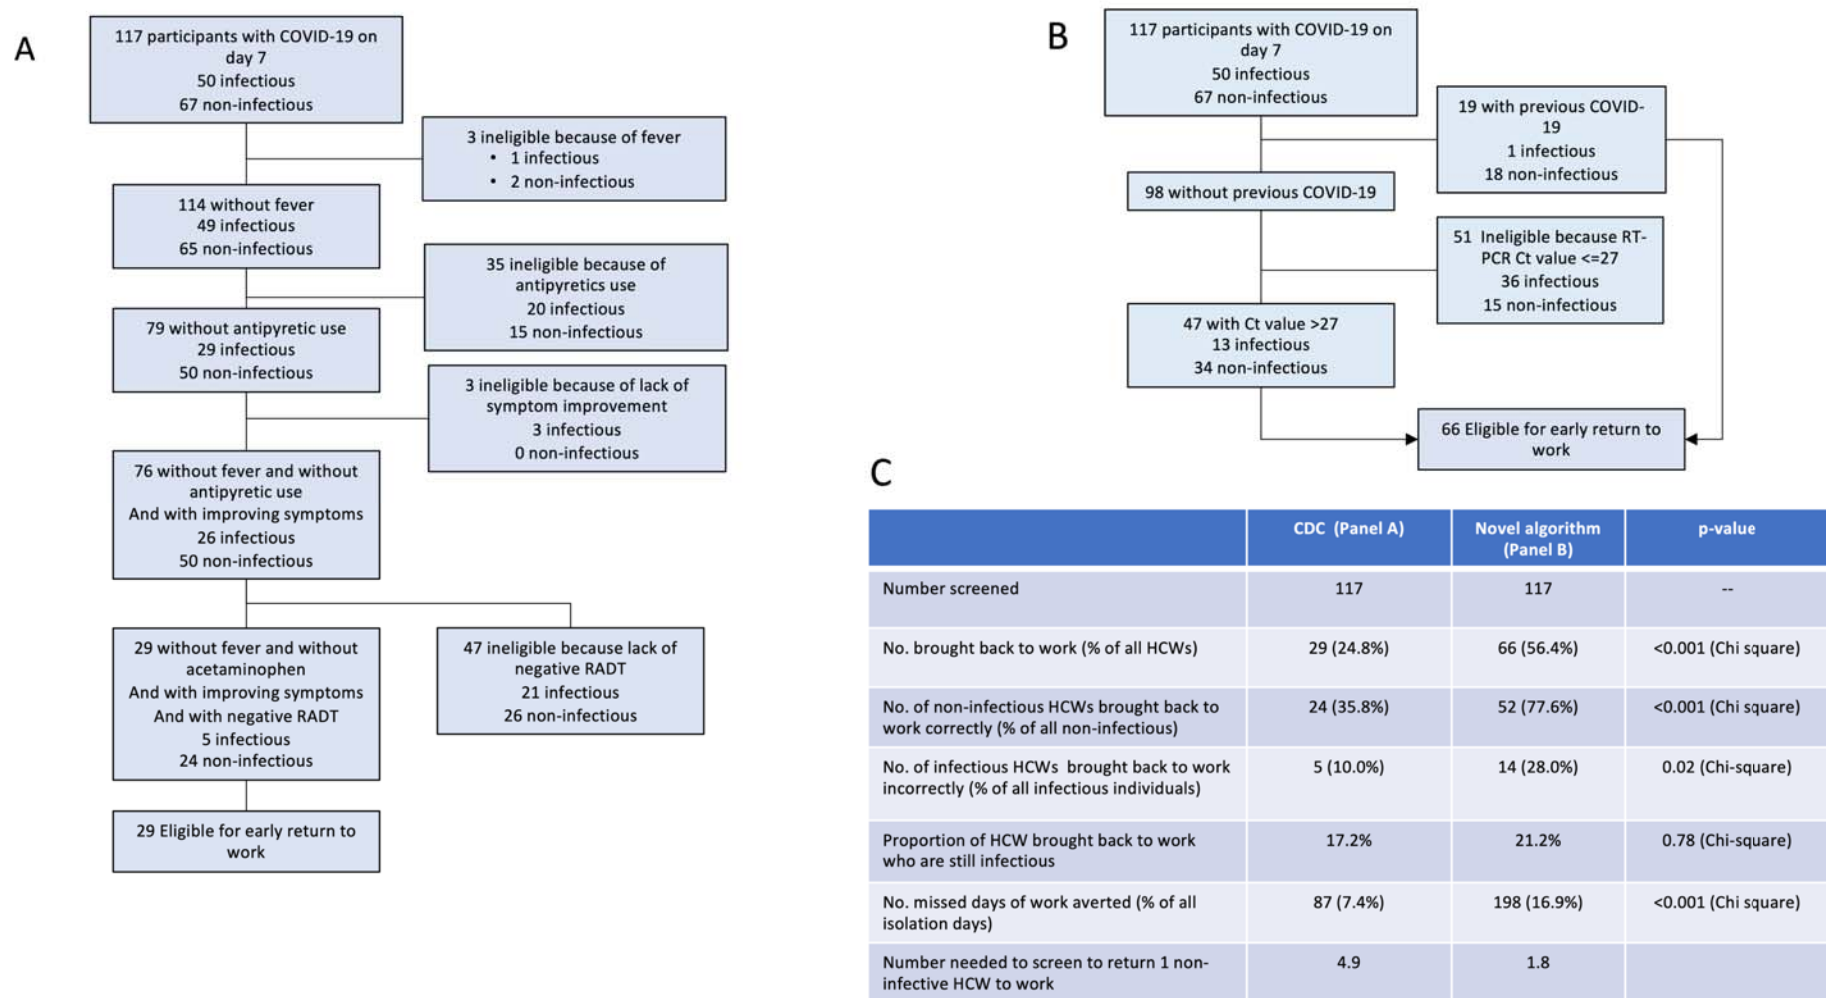 A
117 participants with COVID-19 on
day 7
50 infectious
67 non-infectious
3 ineligible because of fever
• 1 infectious
• 2 non-infectious
114 without fever
49 infectious
65 non-infectious
35 ineligible because of
antipyretics use
20 infectious
15 non-infectious
79 without antipyretic use
29 infectious
50 non-infectious
3 ineligible because of lack of
symptom improvement
3 infectious
0 non-infectious
76 without fever and without
antipyretic use
And with improving symptoms
26 infectious
50 non-infectious
29 without fever and without
acetaminophen
And with improving symptoms
And with negative RADT
5 infectious
24 non-infectious
47 ineligible because lack of
negative RADT
21 infectious
26 non-infectious
29 Eligible for early return to
work
B
117 participants with COVID-19 on
day 7
50 infectious
67 non-infectious
19 with previous COVID-
19
1 infectious
18 non-infectious
98 without previous COVID-19
51 Ineligible because RT-
PCR Ct value <=27
36 infectious
15 non-infectious
47 with Ct value >27
13 infectious
34 non-infectious
66 Eligible for early return to
work
C
CDC (Panel A)
Novel algorithm
(Panel B)
p-value
Number screened
117
117
--
No. brought back to work (% of all HCWs)
29 (24.8%)
66 (56.4%)
<0.001 (Chi square)
No. of non-infectious HCWs brought back to
work correctly (% of all non-infectious)
24 (35.8%)
52 (77.6%)
<0.001 (Chi square)
No. of infectious HCWs brought back to work
incorrectly (% of all infectious individuals)
5 (10.0%)
14 (28.0%)
0.02 (Chi-square)
Proportion of HCW brought back to work
who are still infectious
17.2%
21.2%
0.78 (Chi-square)
No. missed days of work averted (% of all
isolation days)
87 (7.4%)
198 (16.9%)
<0.001 (Chi square)
Number needed to screen to return 1 non-
infective HCW to work
4.9
1.8